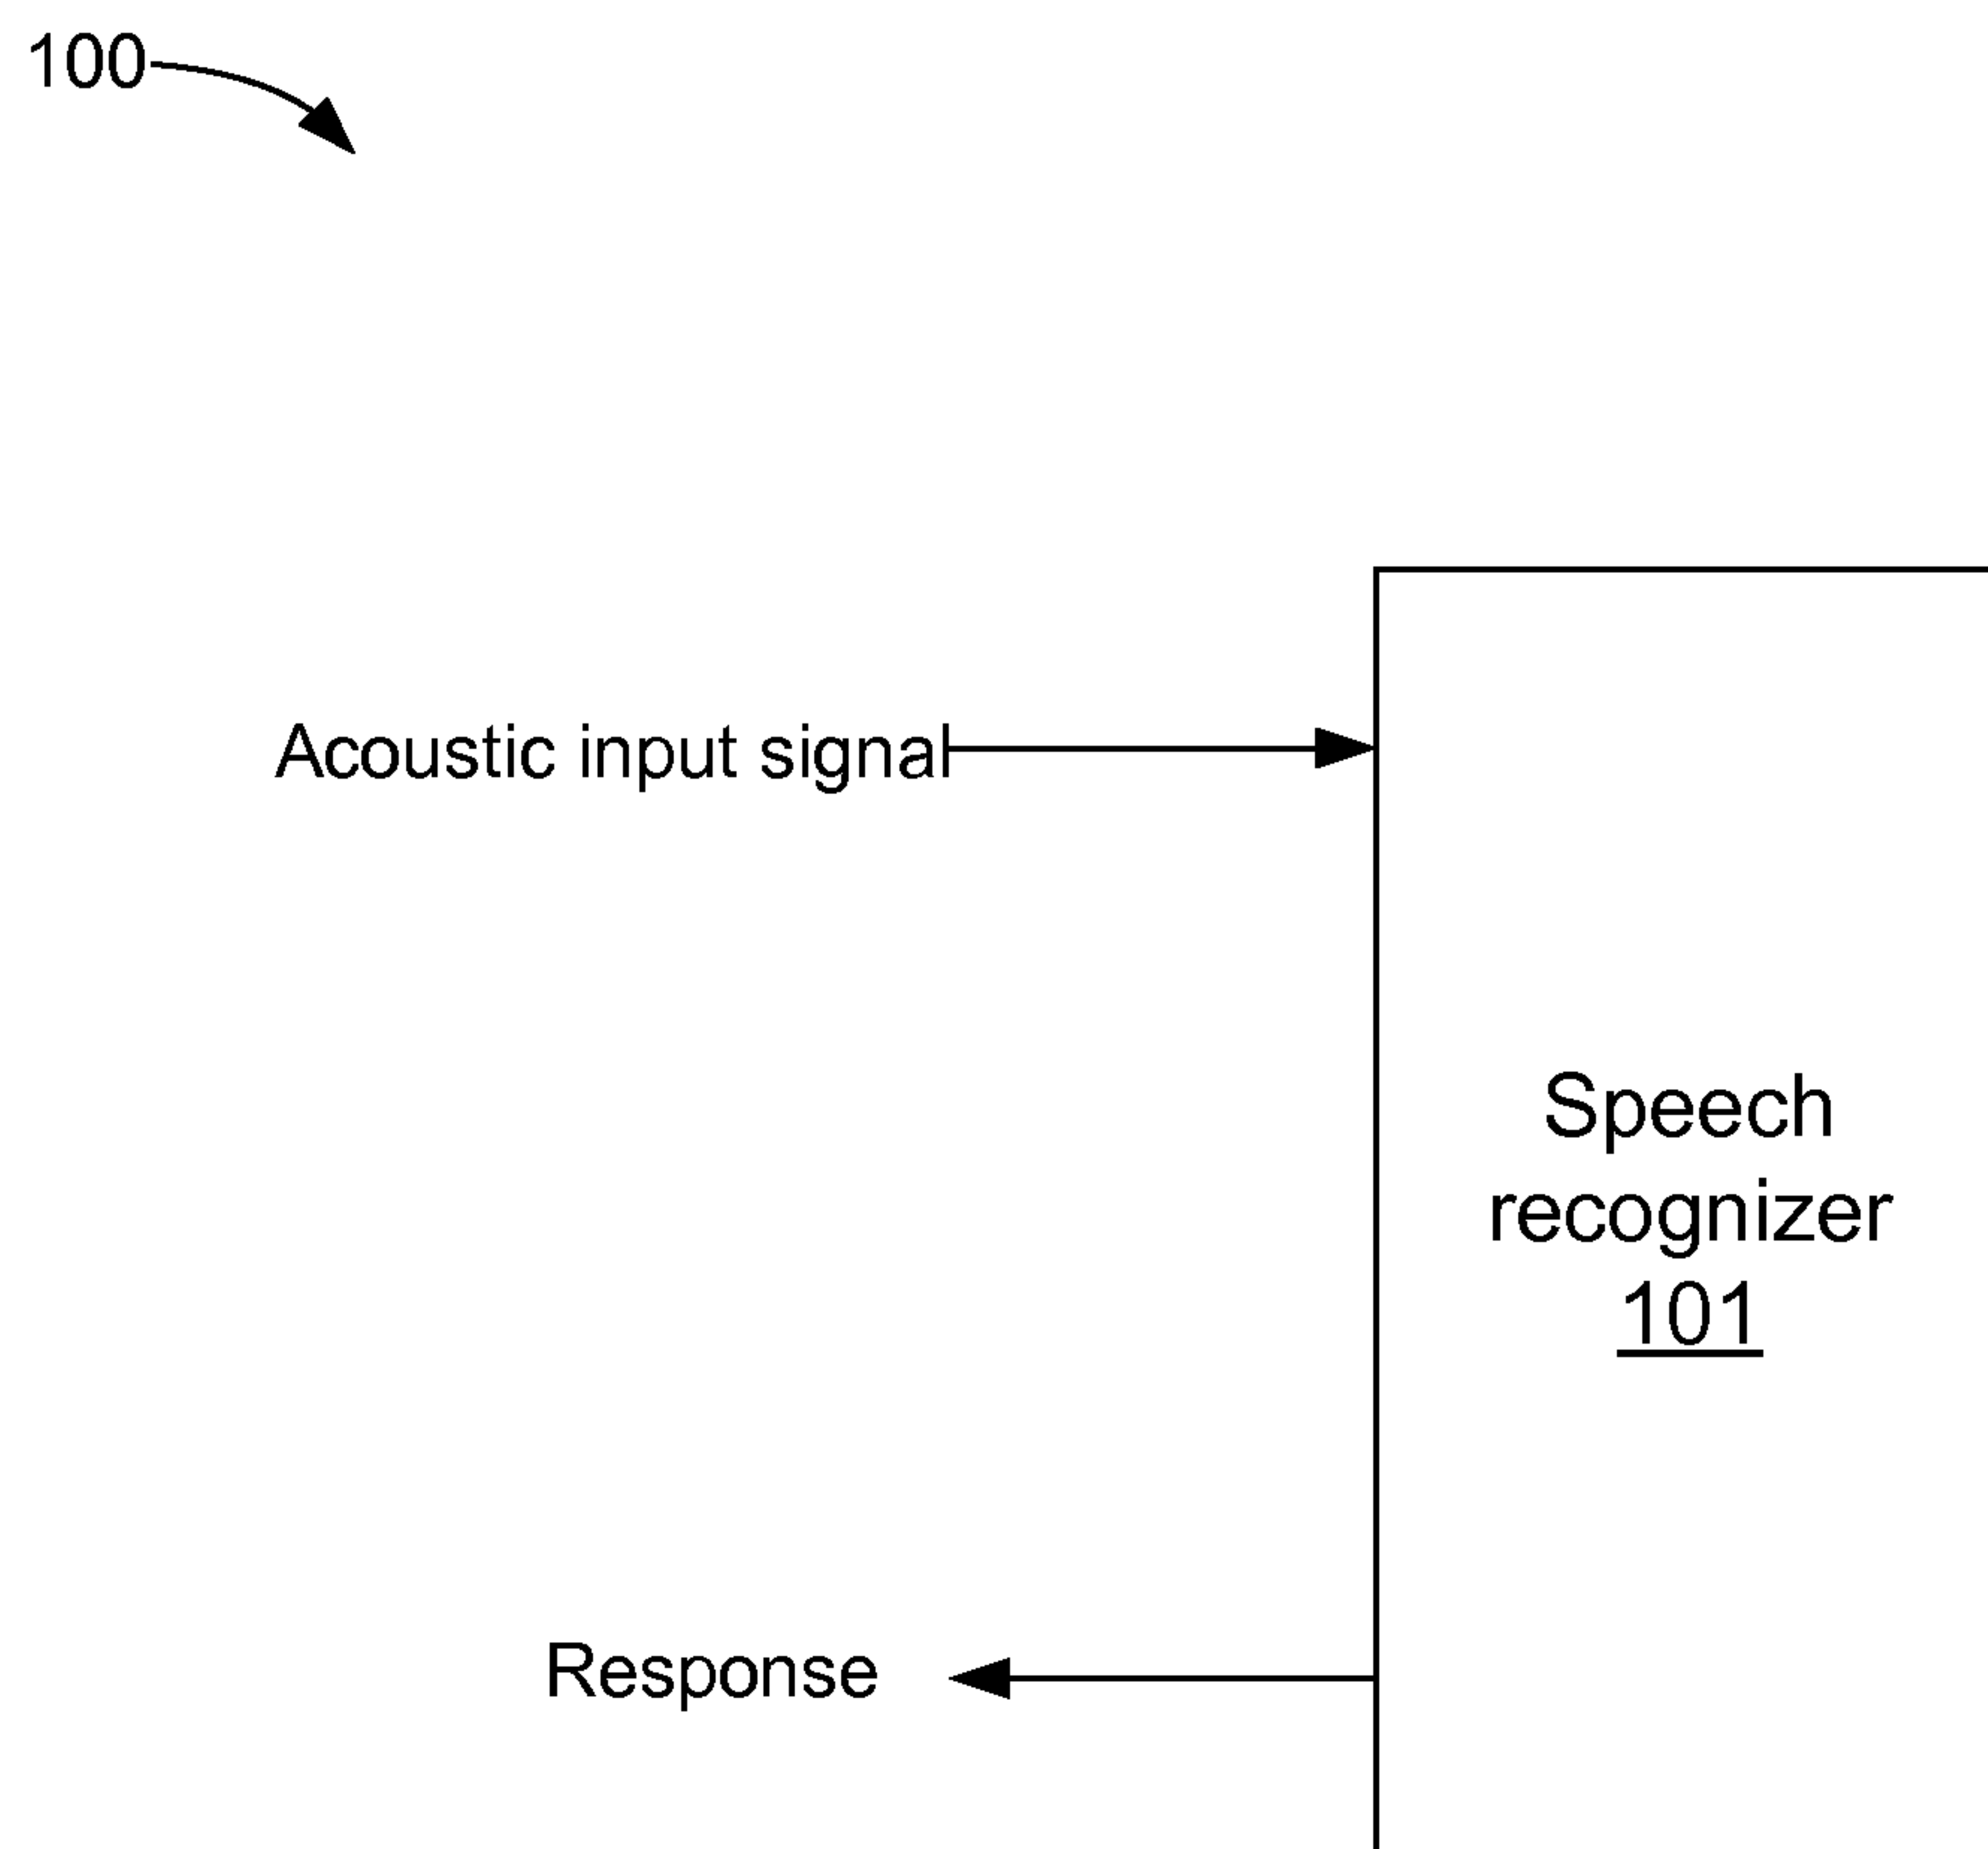 100
Acoustic input signal
Speech
recognizer
101
Response